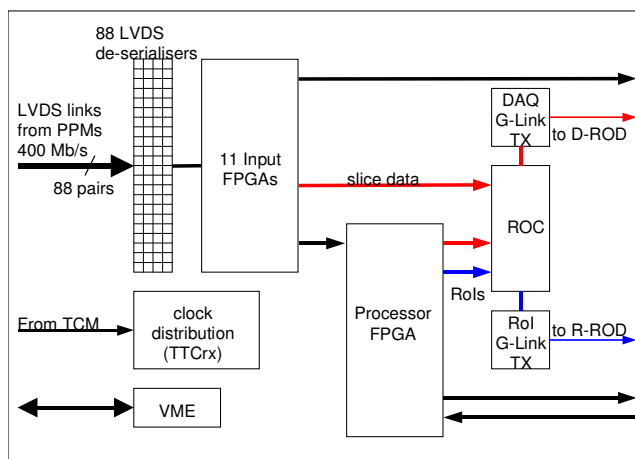 88 LVDS
de-serialisers
LVDS links
from PPMs
400 Mb/s
88 pairs
11 Input
FPGAs
slice data
DAQ
G-Link
TX
to D-ROD
ROC
RoIs
Processor
FPGA
RoI
G-Link
TX
to R-ROD
From TCM
clock
distribution
(TTCrx)
VME